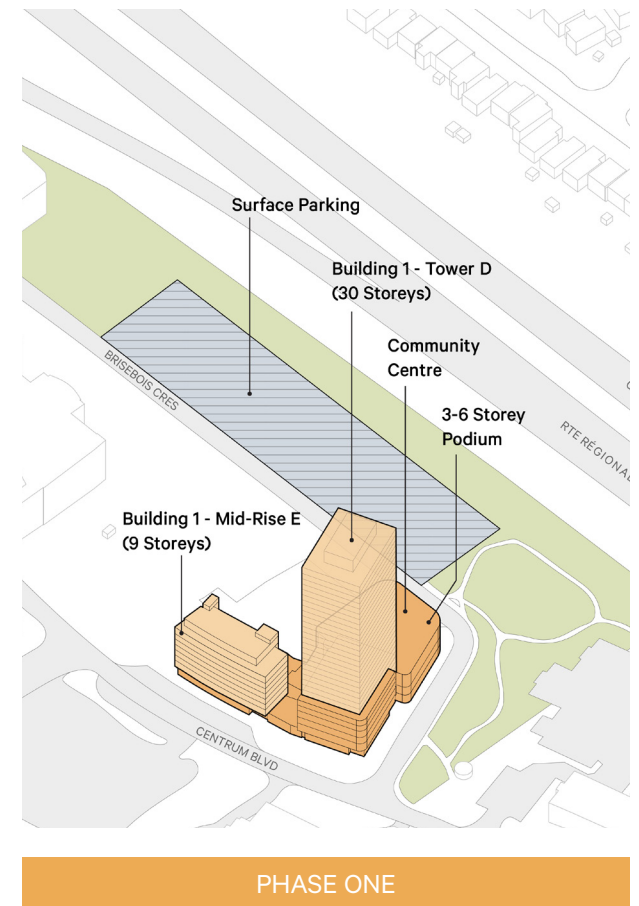 Surface Parking
Building 1 - Tower D
(30 Storeys)
Community
Centre
3-6 Storey
Podium
BRISEBOIS CRES
RTE RÉGIONAL
Building 1 - Mid-Rise E
(9 Storeys)
CENTRUM BLVD
PHASE ONE